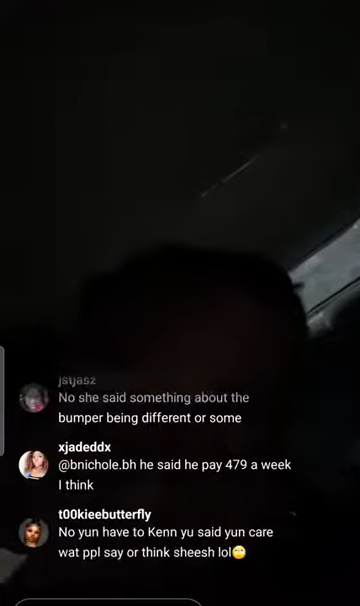 jstjasz
No she said something about the
bumper being different or some
xjadeddx
@bnichole.bh he said he pay 479 a week
I think
t00kieebutterfly
No yun have to Kenn yu said yun care
wat ppl say or think sheesh lol🙄